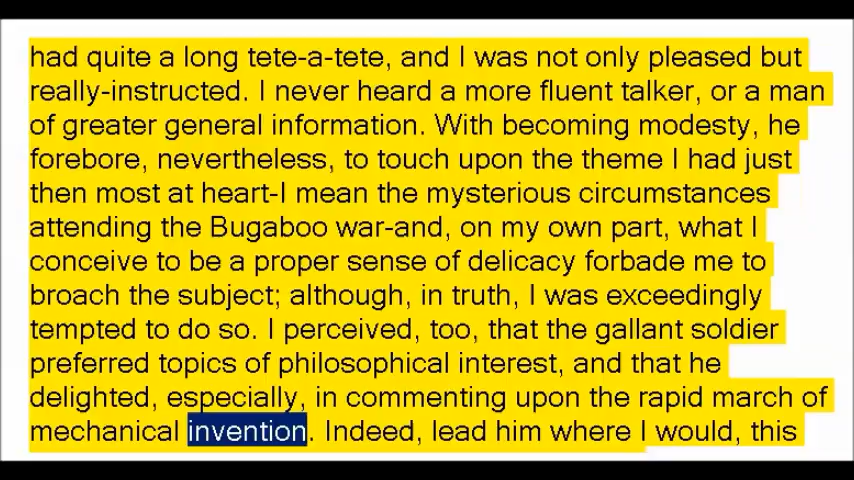 had quite a long tete-a-tete, and I was not only pleased but
really-instructed. I never heard a more fluent talker, or a man
of greater general information. With becoming modesty, he
forebore, nevertheless, to touch upon the theme I had just
then most at heart-I mean the mysterious circumstances
attending the Bugaboo war-and, on my own part, what I
conceive to be a proper sense of delicacy forbade me to
broach the subject; although, in truth, I was exceedingly
tempted to do so. I perceived, too, that the gallant soldier
preferred topics of philosophical interest, and that he
delighted, especially, in commenting upon the rapid march of
mechanical invention. Indeed, lead him where I would, this